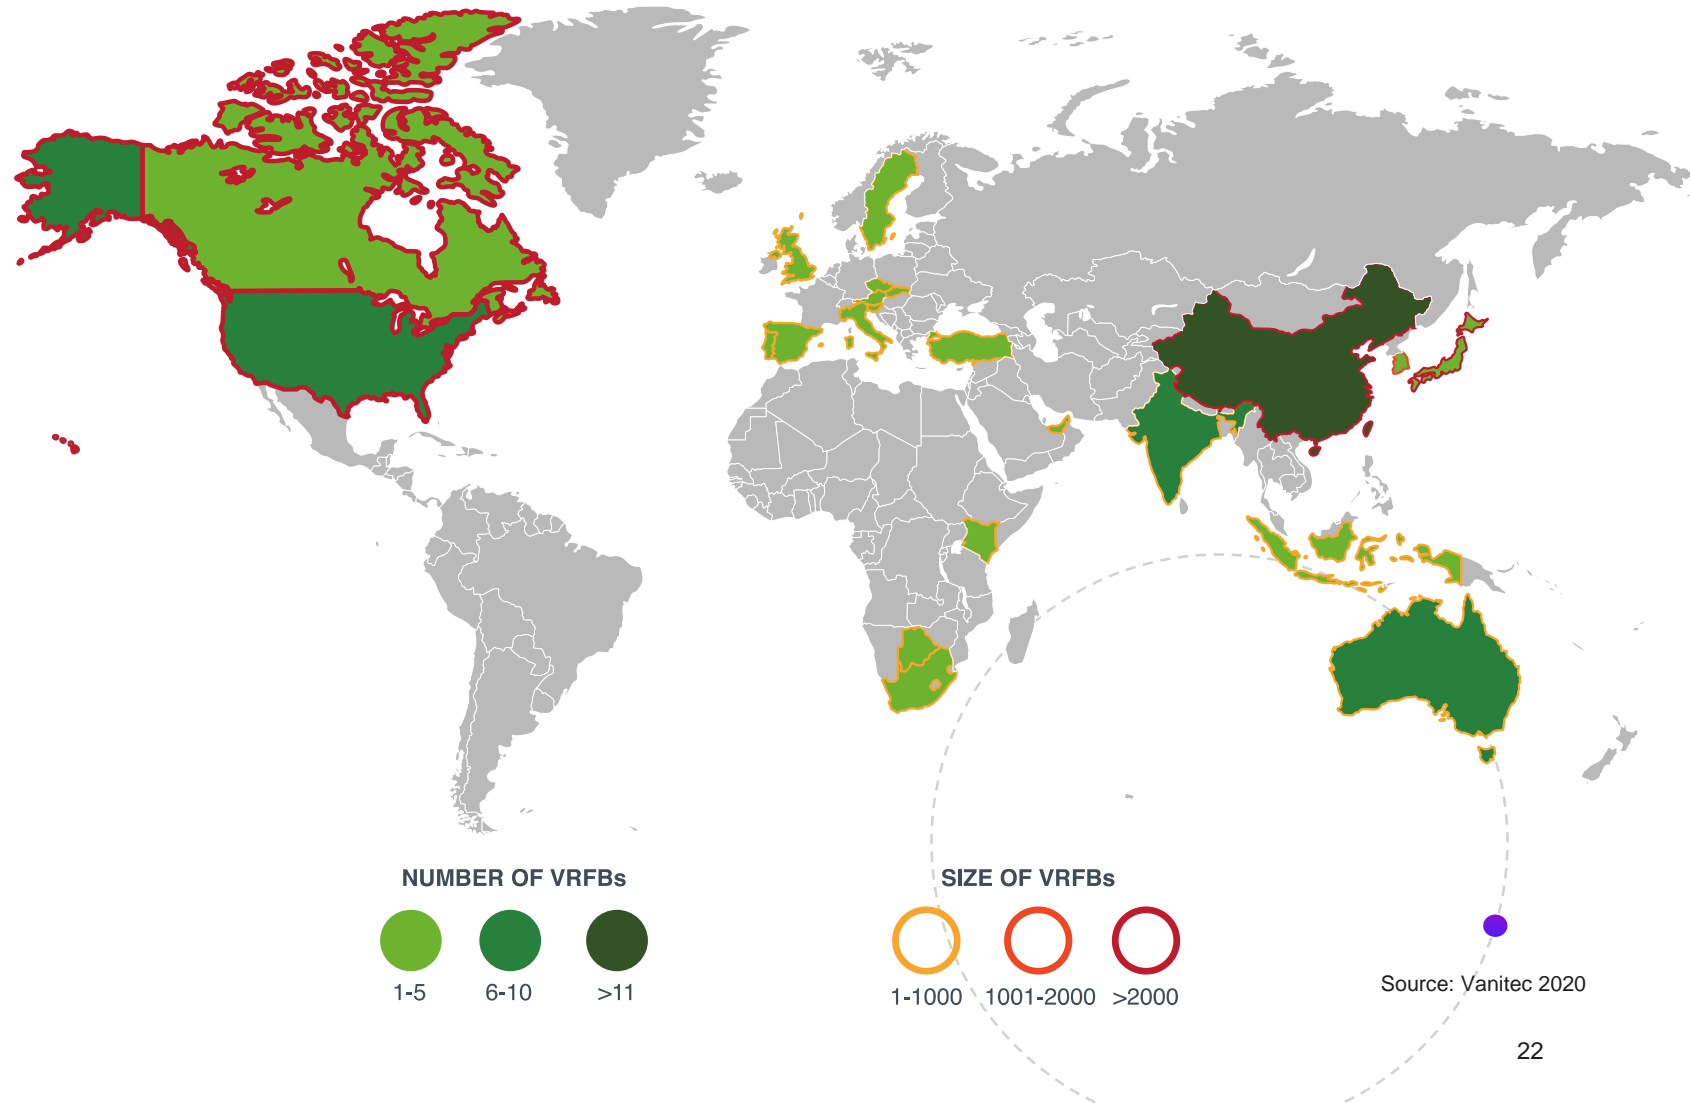 NUMBER OF VRFBs
1-5 6-10 >11
SIZE OF VRFBs
1-1000 1001-2000 >2000
Source: Vanitec 2020
22